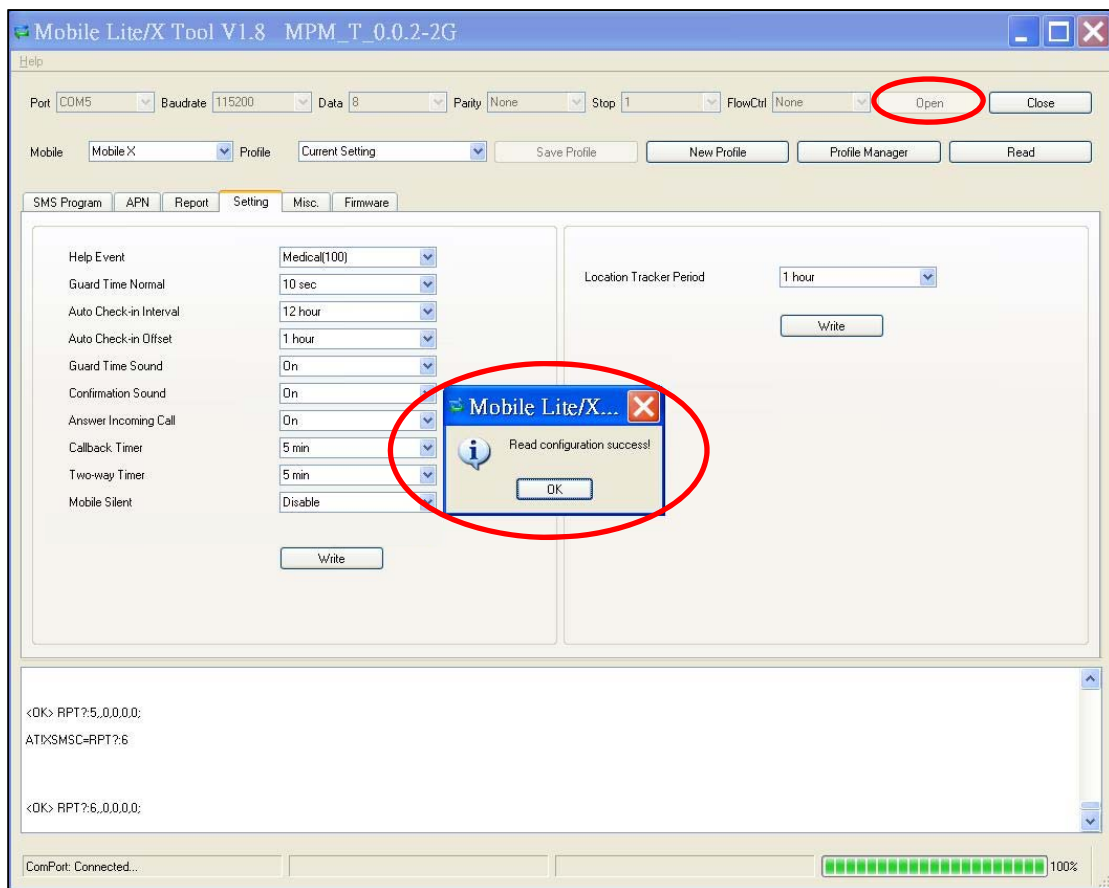 Mobile Lite/X Tool V1.8 MPM_T_0.0.2-2G
Help
Port COM5 Baudrate 115200 Data 8 Parity None Stop 1 FlowCtrl None Open Close
Mobile Mobile X Profile Current Setting Save Profile New Profile Profile Manager Read
SMS Program APN Report Setting Misc. Firmware
Help Event Medical(100)
Guard Time Normal 10 sec
Auto Check-in Interval 12 hour
Auto Check-in Offset 1 hour
Guard Time Sound On
Confirmation Sound On
Answer Incoming Call On
Callback Timer 5 min
Two-way Timer 5 min
Mobile Silent Disable
Write
Location Tracker Period 1 hour
Write
Mobile Lite/X...
Read configuration success!
OK
<OK> RPT?:5,,0,0,0,0;
AT!XSMSC=RPT?:6
<OK> RPT?:6,,0,0,0,0;
ComPort: Connected... 100%